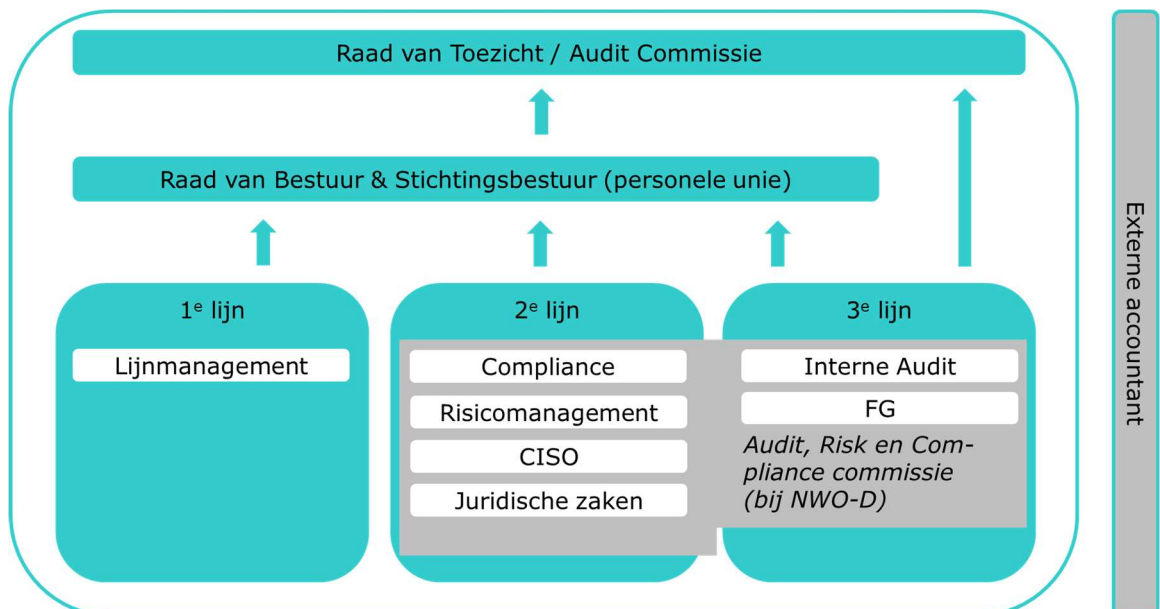 Raad van Toezicht / Audit Commissie
Raad van Bestuur & Stichtingsbestuur (personele unie)
1e lijn
Lijnmanagement
2e lijn
Compliance
Risicomanagement
CISO
Juridische zaken
3e lijn
Interne Audit
FG
Audit, Risk en Com-
pliance commissie
(bij NWO-D)
Externe accountant